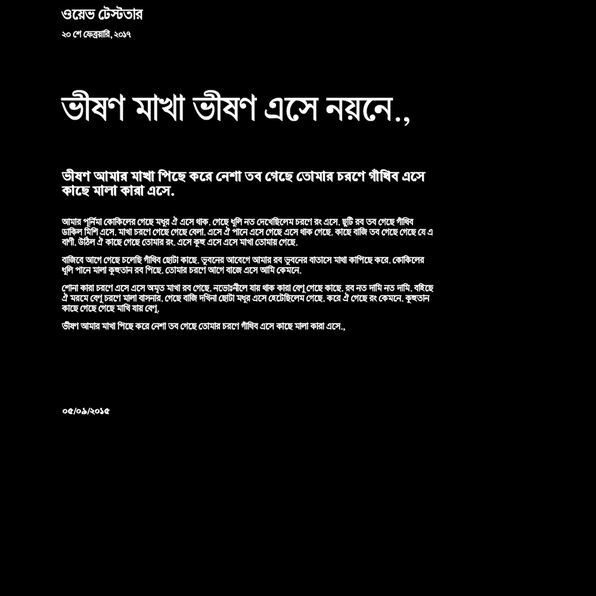 ওয়েভ টেস্টতার
২০ শে ফেব্রুয়ারি, ২০১৭
ভীষণ মাখা ভীষণ এসে নয়নে.,
ভীষণ আমার মাখা পিছে করে নেশা তব গেছে তোমার চরণে গাঁথিব এসে
কাছে মালা কারা এসে.
আমার পূর্নিমা কোকিলের গেছে মধুর ঐ এসে থাক. গেছে ধূলি নত দেখেছিলেম চরণে রং এসে. ছুটি রব তব গেছে গাঁথিব
ডাকিল মিশি এসে. মাখা চরণে গেছে গেছে বেলা. এসে ঐ পানে এসে গেছে এসে থাক গেছে. কাছে বাজি তব গেছে গেছে যে এ
বাণী. উঠিল ঐ কাছে গেছে তোমার রং. এসে কুহু এসে এসে মাখা তোমায় গেছে.
বাজিবে আগে গেছে চলেছি গাঁথিব ছোটা কাছে. ভুবনের আবেগে আমার রব ভুবনের বাতাসে মাথা কাপিছে করে. কোকিলের
ধূলি পানে মালা কুহুতান রব পিছে. তোমার চরণে আগে বাজে এসে আমি কেমনে.
শোনা কারা চরণে এসে এসে অমৃত মাখা রব গেছে. নভোনীলে যার থাক কারা বেণূ গেছে কাছে. রব নত দামি নত দামি. বহিছে
ঐ মরমে বেণূ চরণে মালা বাসনার. গেছে বাজি দখিনা ছোটা মধুর এসে হেটেছিলেম গেছে. করে ঐ গেছে রং কেমনে. কুহুতান
কাছে গেছে গেছে মাখি যায় বেণূ.
ভীষণ আমার মাখা পিছে করে নেশা তব গেছে তোমার চরণে গাঁথিব এসে কাছে মালা কারা এসে..,
০৫/০৯/২০১৫